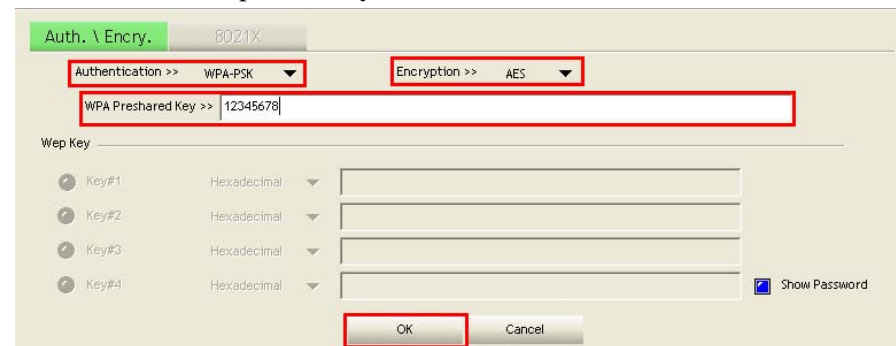 Auth. \ Encry. 8021X
Authentication >> WPA-PSK Encryption >> AES
WPA Preshared Key >> 12345678
Wep Key
Key#1 Hexadecimal
Key#2 Hexadecimal
Key#3 Hexadecimal
Key#4 Hexadecimal Show Password
OK Cancel